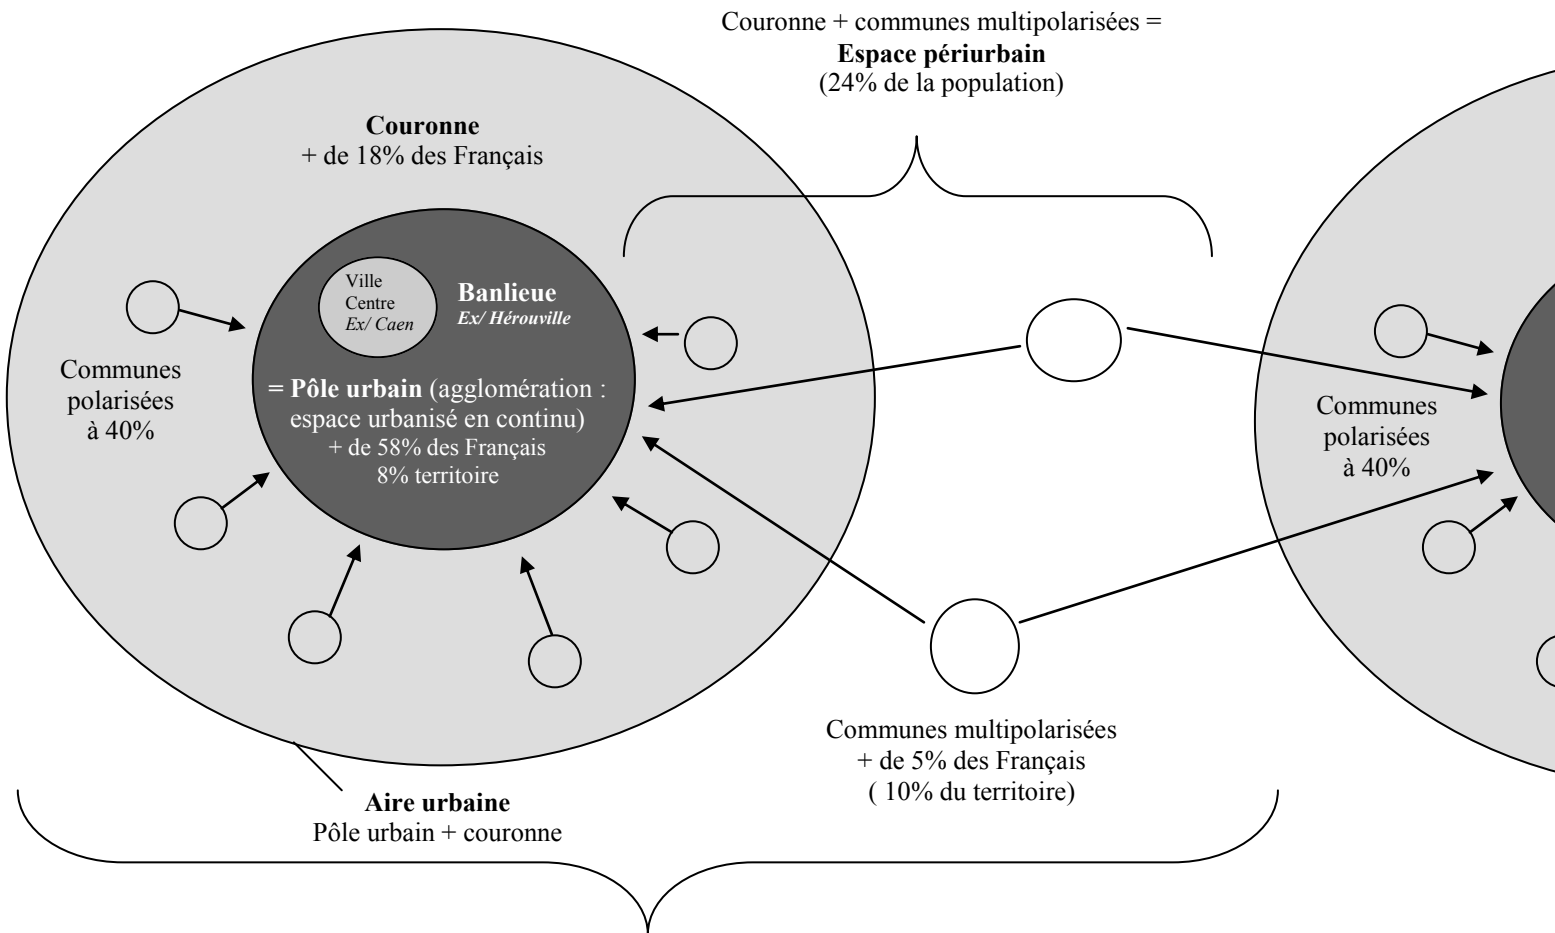 Couronne + communes multipolarisées =
Espace périurbain
(24% de la population)
Couronne
+ de 18% des Français
Ville
Centre
Ex/ Caen
Banlieue
Ex/ Hérouville
= Pôle urbain (agglomération :
espace urbanisé en continu)
+ de 58% des Français
8% territoire
Communes
polarisées
à 40%
Communes
polarisées
à 40%
Communes multipolarisées
+ de 5% des Français
( 10% du territoire)
Aire urbaine
Pôle urbain + couronne